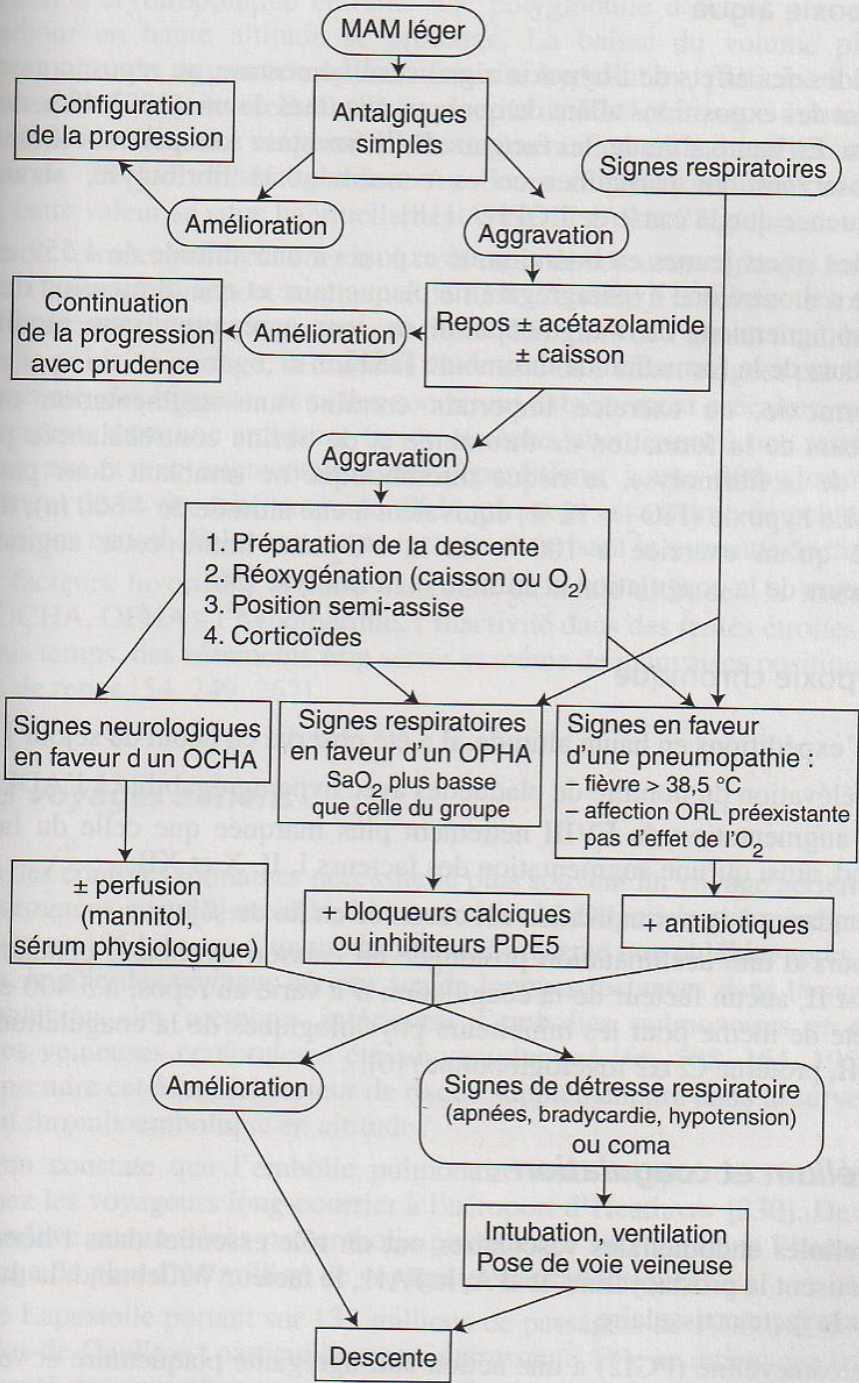 MAM léger
Configuration
de la progression
Antalgiques
simples
Signes respiratoires
Amélioration
Aggravation
Continuation
de la progression
avec prudence
Amélioration
Repos ± acétazolamide
± caisson
Aggravation
1. Préparation de la descente
2. Réoxygénation (caisson ou O₂)
3. Position semi-assise
4. Corticoïdes
Signes neurologiques
en faveur d un OCHA
Signes respiratoires
en faveur d'un OPHA
SaO₂ plus basse
que celle du groupe
Signes en faveur
d'une pneumopathie :
– fièvre > 38,5 °C
- affection ORL préexistante
pas d'effet de l'O₂
± perfusion
(mannitol,
sérum physiologique)
+ bloqueurs calciques
ou inhibiteurs PDE5
+ antibiotiques
Amélioration
Signes de détresse respiratoire
(apnées, bradycardie, hypotension)
ou coma
Intubation, ventilation
Pose de voie veineuse
Descente